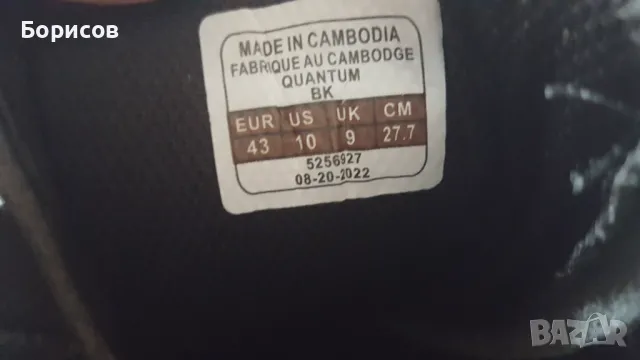 Борисов
MADE IN CAMBODIA
FABRIQUE AU CAMBODGE
QUANTUM
BK
EUR US UK CM
43 10 9 27.7
5256927
08-20-2022
BAZAR